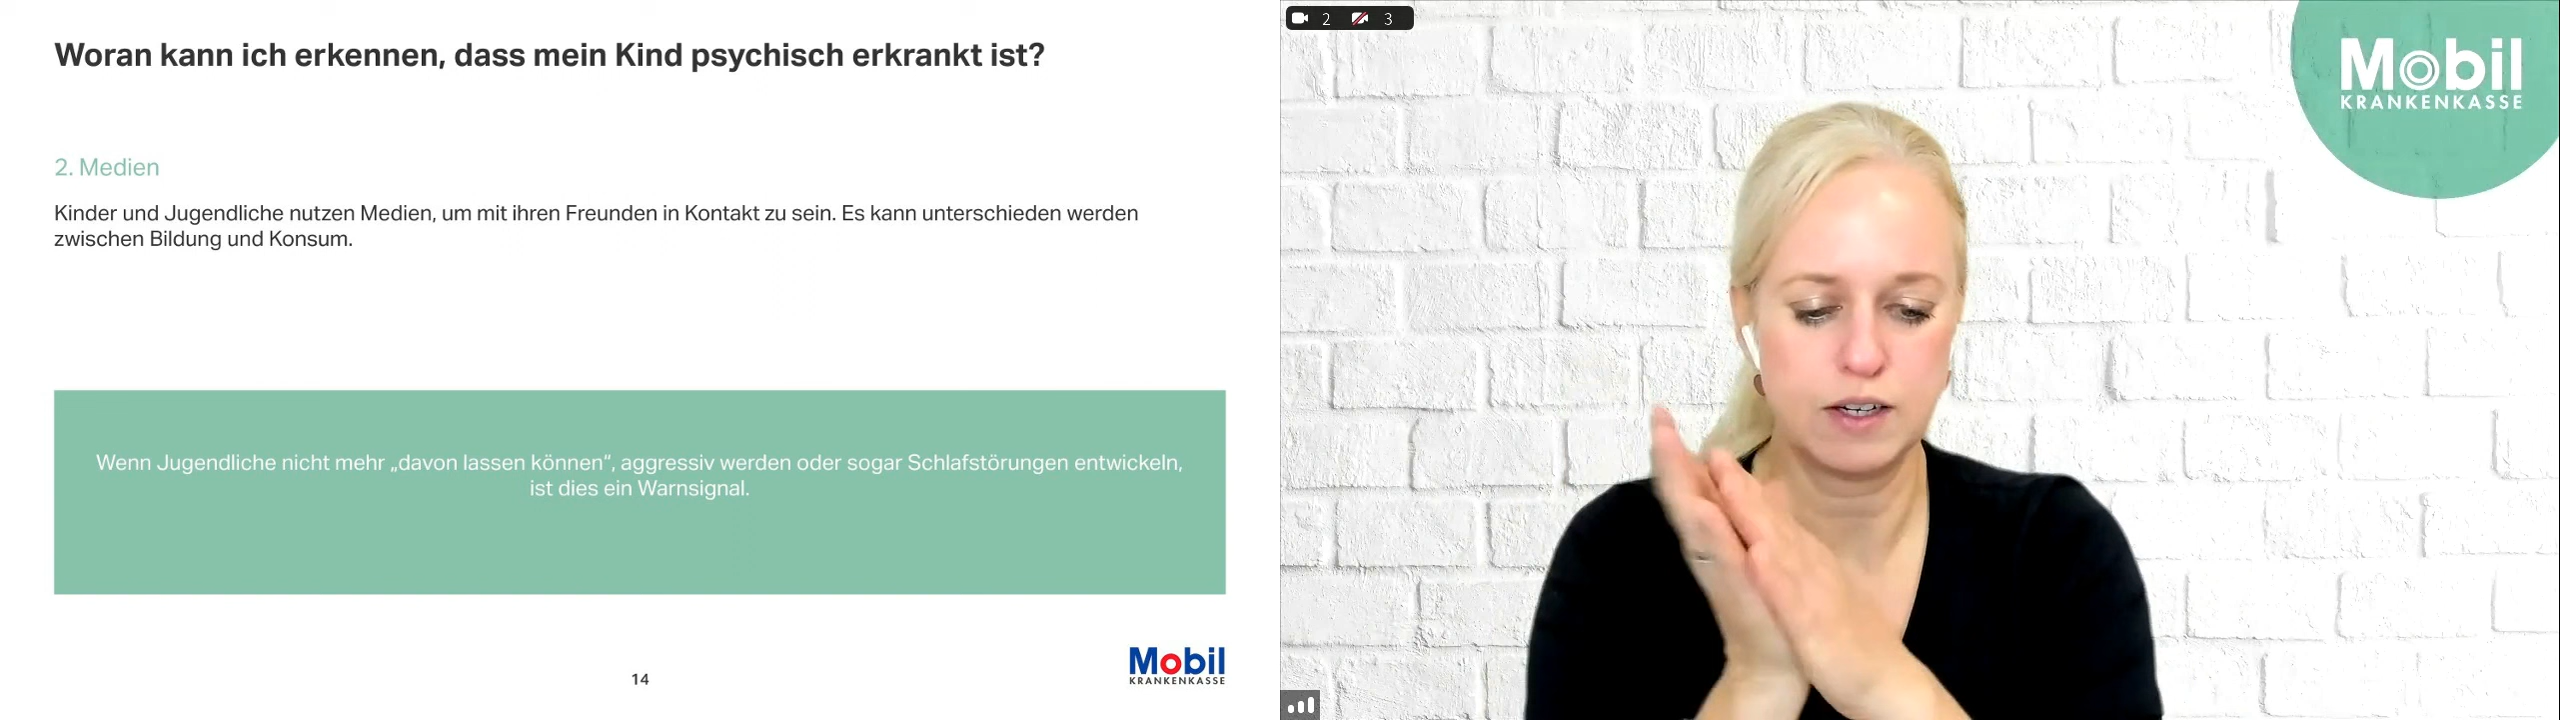 Woran kann ich erkennen, dass mein Kind psychisch erkrankt ist?
2. Medien
Kinder und Jugendliche nutzen Medien, um mit ihren Freunden in Kontakt zu sein. Es kann unterschieden werden
zwischen Bildung und Konsum.
Wenn Jugendliche nicht mehr „davon lassen können“, aggressiv werden oder sogar Schlafstörungen entwickeln,
ist dies ein Warnsignal.
14
Mobil
KRANKENKASSE
2 3
Mobil
KRANKENKASSE